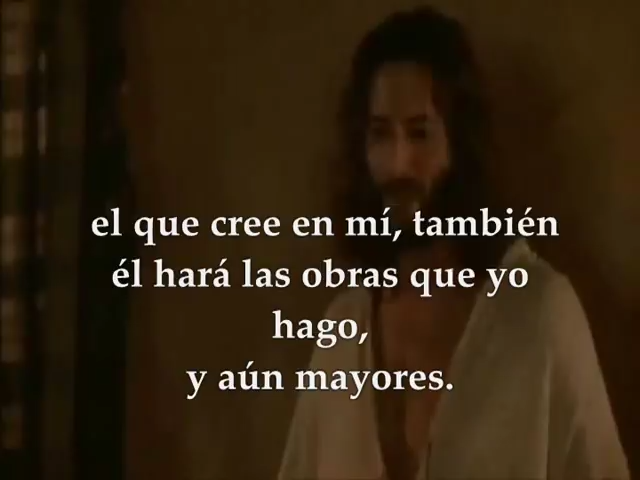 el que cree en mí, también
él hará las obras que yo
hago,
y aún mayores.